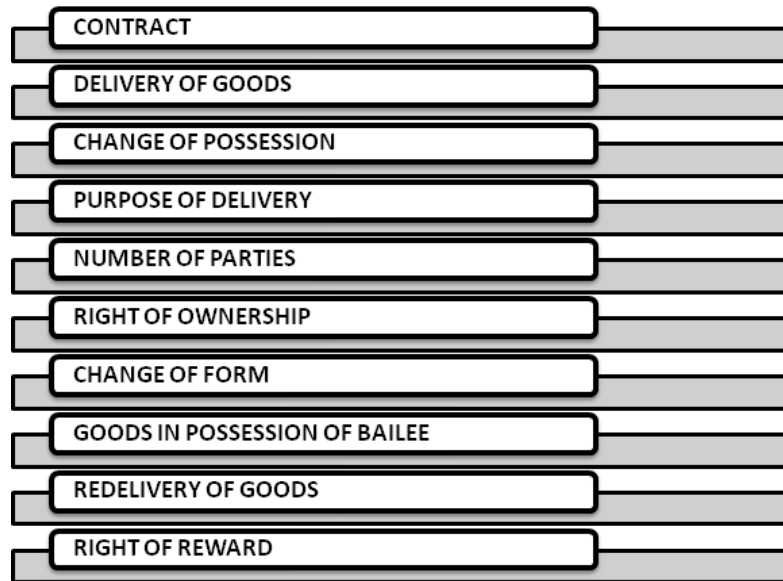 CONTRACT
DELIVERY OF GOODS
CHANGE OF POSSESSION
PURPOSE OF DELIVERY
NUMBER OF PARTIES
RIGHT OF OWNERSHIP
CHANGE OF FORM
GOODS IN POSSESSION OF BAILEE
REDELIVERY OF GOODS
RIGHT OF REWARD